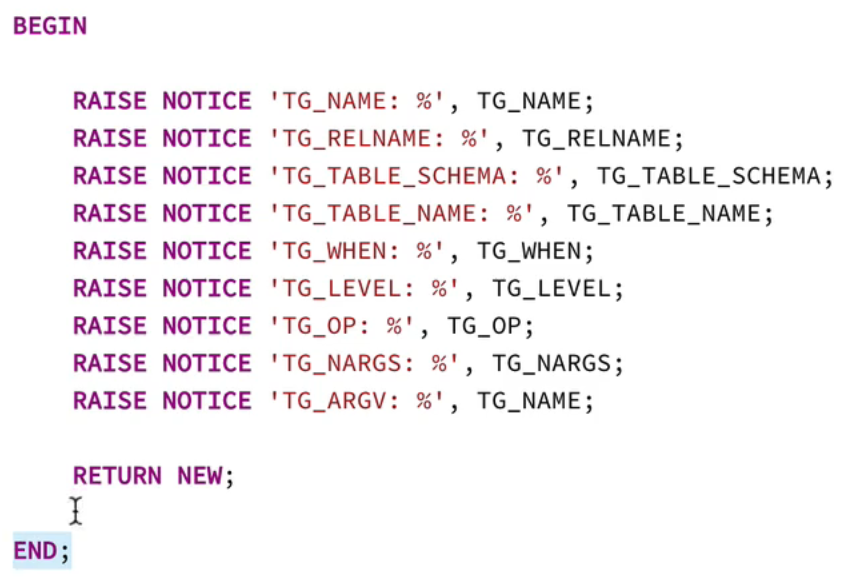 BEGIN
RAISE NOTICE 'TG_NAME: %', TG_NAME;
RAISE NOTICE 'TG_RELNAME: %', TG_RELNAME;
RAISE NOTICE 'TG_TABLE_SCHEMA: %', TG_TABLE_SCHEMA;
RAISE NOTICE 'TG_TABLE_NAME: %', TG_TABLE_NAME;
RAISE NOTICE 'TG_WHEN: %', TG_WHEN;
RAISE NOTICE 'TG_LEVEL: %', TG_LEVEL;
RAISE NOTICE 'TG_OP: %', TG_OP;
RAISE NOTICE 'TG_NARGS: %', TG_NARGS;
RAISE NOTICE 'TG_ARGV: %', TG_NAME;
RETURN NEW;
END;